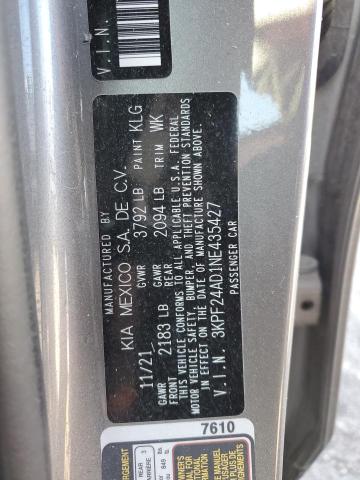 V.I.N.
MANUFACTURED BY
KIA MEXICO S.A. DE C.V.
11/21 GVWR 3792 LB PAINT KLG
GAWR FRONT 2183 LB GAWR REAR 2094 LB TRIM WK
THIS VEHICLE CONFORMS TO ALL APPLICABLE U.S.A. FEDERAL
MOTOR VEHICLE SAFETY, BUMPER, AND THEFT PREVENTION STANDARDS
IN EFFECT ON THE DATE OF MANUFACTURE SHOWN ABOVE.
V.I.N. 3KPF24AD1NE435427
PASSENGER CAR
7610
REAR 3